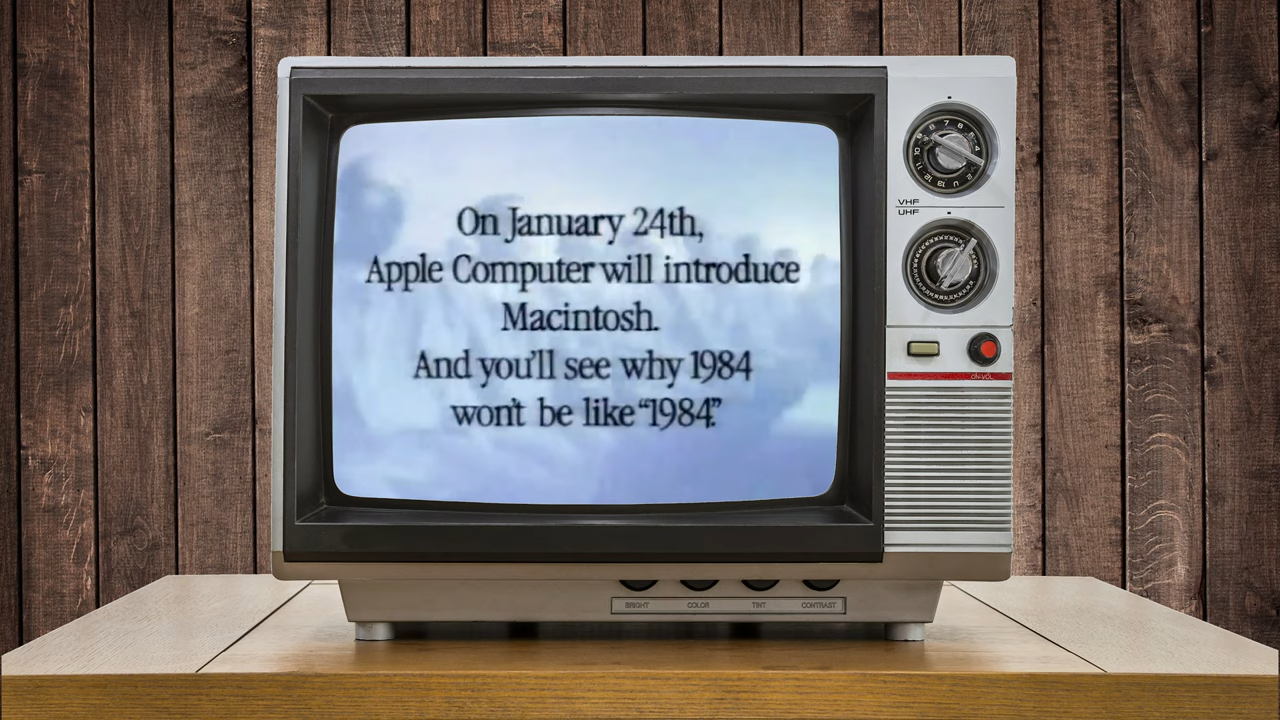 On January 24th,
Apple Computer will introduce
Macintosh.
And you'll see why 1984
won't be like "1984."
VHF
UHF
ON-VOL
BRIGHT COLOR TINT CONTRAST